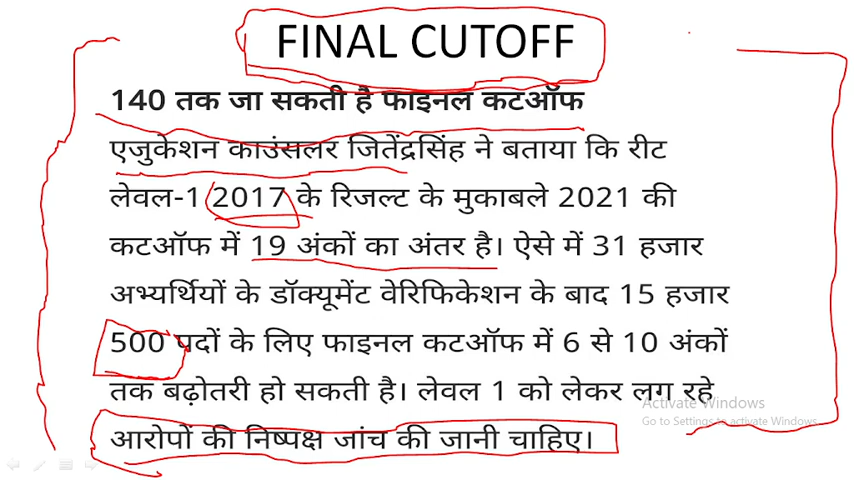 FINAL CUTOFF
140 तक जा सकती है फाइनल कटऑफ
एजुकेशन काउंसलर जितेंद्रसिंह ने बताया कि रीट
लेवल-1 2017 के रिजल्ट के मुकाबले 2021 की
कटऑफ में 19 अंकों का अंतर है। ऐसे में 31 हजार
अभ्यर्थियों के डॉक्यूमेंट वेरिफिकेशन के बाद 15 हजार
500 पदों के लिए फाइनल कटऑफ में 6 से 10 अंकों
तक बढ़ोतरी हो सकती है। लेवल 1 को लेकर लग रहे
Activate Windows
Go to Settings to activate Windows.
आरोपों की निष्पक्ष जांच की जानी चाहिए।